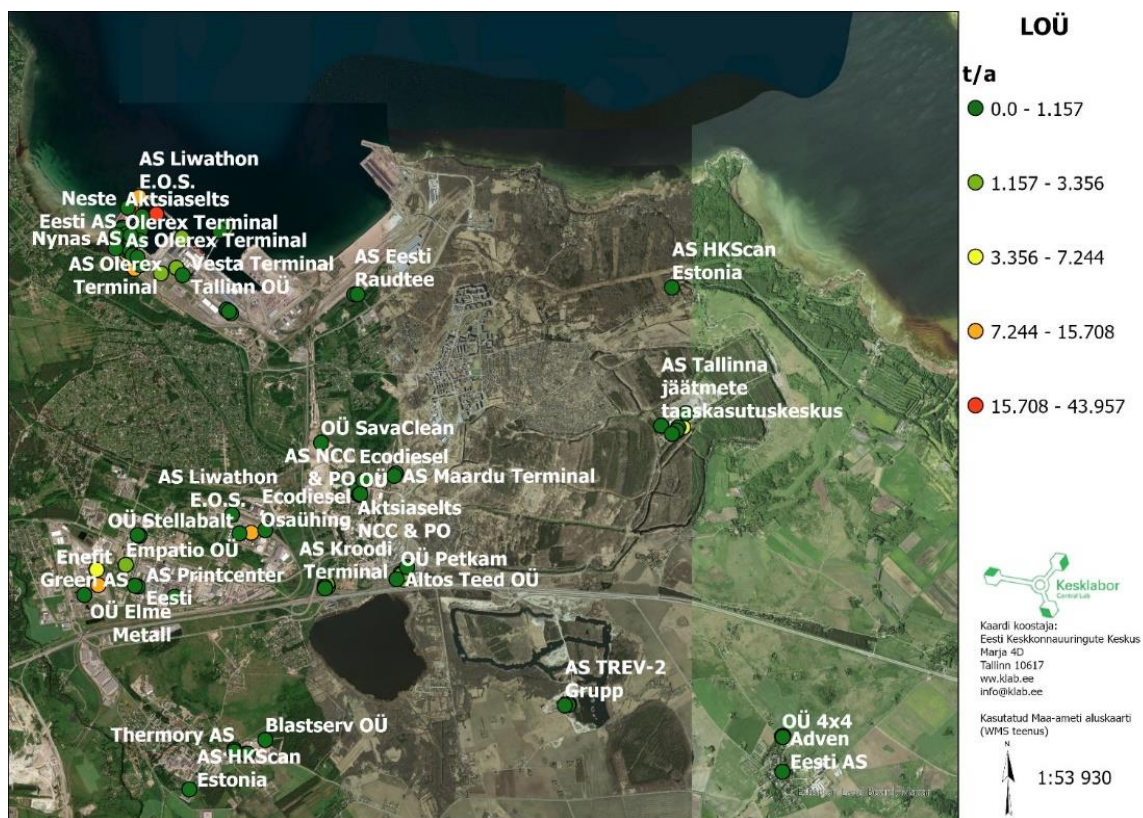 LOÜ
t/a
0.0 - 1.157
1.157 - 3.356
3.356 - 7.244
7.244 - 15.708
15.708 - 43.957
AS Liwathon
E.O.S.
Neste Aktsiaselts
Eesti AS Olerex Terminal
Nynas AS As Olerex Terminal
AS Olerex Vesta Terminal
Terminal Tallinn OÜ
AS Eesti
Raudtee
AS HKScan
Estonia
AS Tallinna
jäätmete
taaskasutuskeskus
OÜ SavaClean
AS NCC Ecodiesel
& PO OÜ
AS Maardu Terminal
AS Liwathon
E.O.S.
Ecodiesel
Osaühing
Aktsiaselts
NCC & PO
OÜ Stellabalt
Enefit Empatio OÜ
Green AS AS Printcenter
Eesti
OÜ Elme
Metall
AS Kroodi
Terminal
OÜ Petkam
Altos Teed OÜ
AS TREV-2
Grupp
Blastserv OÜ
Thermory AS
AS HKScan
Estonia
OÜ 4x4
Adven
Eesti AS
Kesklabor
Central Lab
Kaardi koostaja:
Eesti Keskkonnauuringute Keskus
Marja 4D
Tallinn 10617
ww.klab.ee
info@klab.ee
Kasutatud Maa-ameti aluskaarti
(WMS teenus)
N
1:53 930